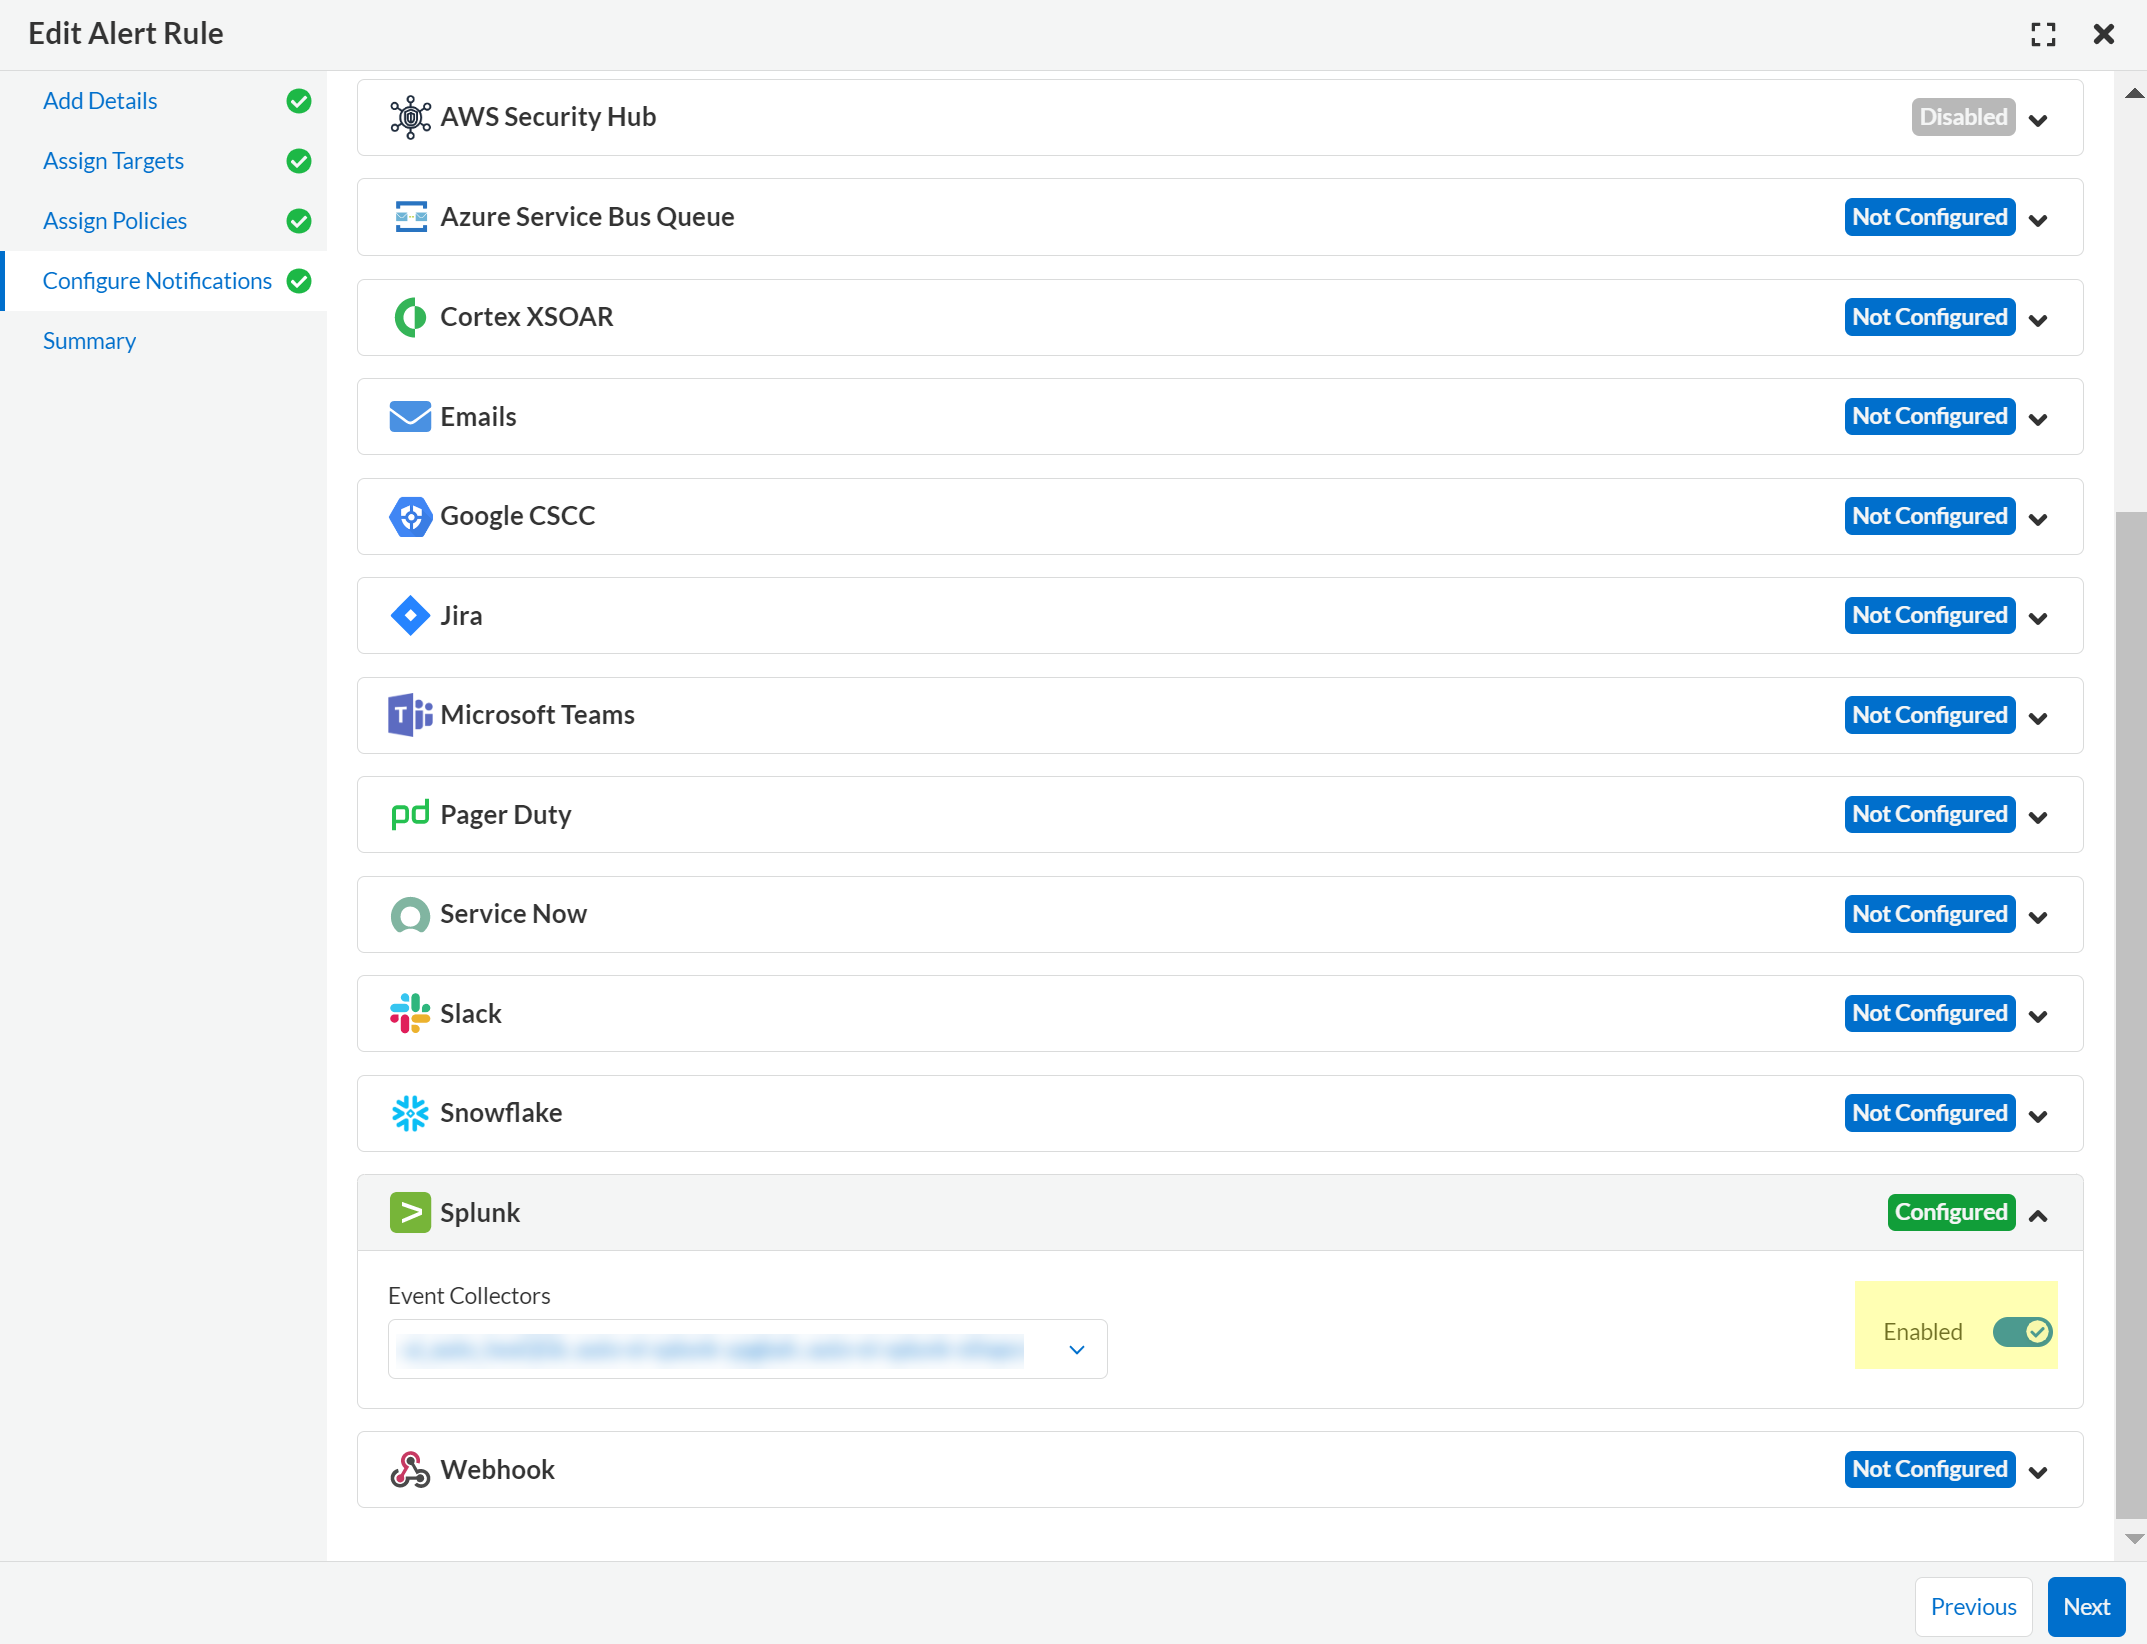 Edit Alert Rule
Add Details
Assign Targets
Assign Policies
Configure Notifications
Summary
AWS Security Hub
Disabled
Azure Service Bus Queue
Not Configured
Cortex XSOAR
Not Configured
Emails
Not Configured
Google CSCC
Not Configured
Jira
Not Configured
Microsoft Teams
Not Configured
Pager Duty
Not Configured
Service Now
Not Configured
Slack
Not Configured
Snowflake
Not Configured
Splunk
Configured
Event Collectors
Enabled
Webhook
Not Configured
Previous
Next